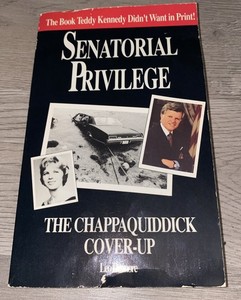 The Book Teddy Kennedy Didn't Want in Print!
SENATORIAL
PRIVILEGE
THE CHAPPAQUIDDICK
COVER-UP